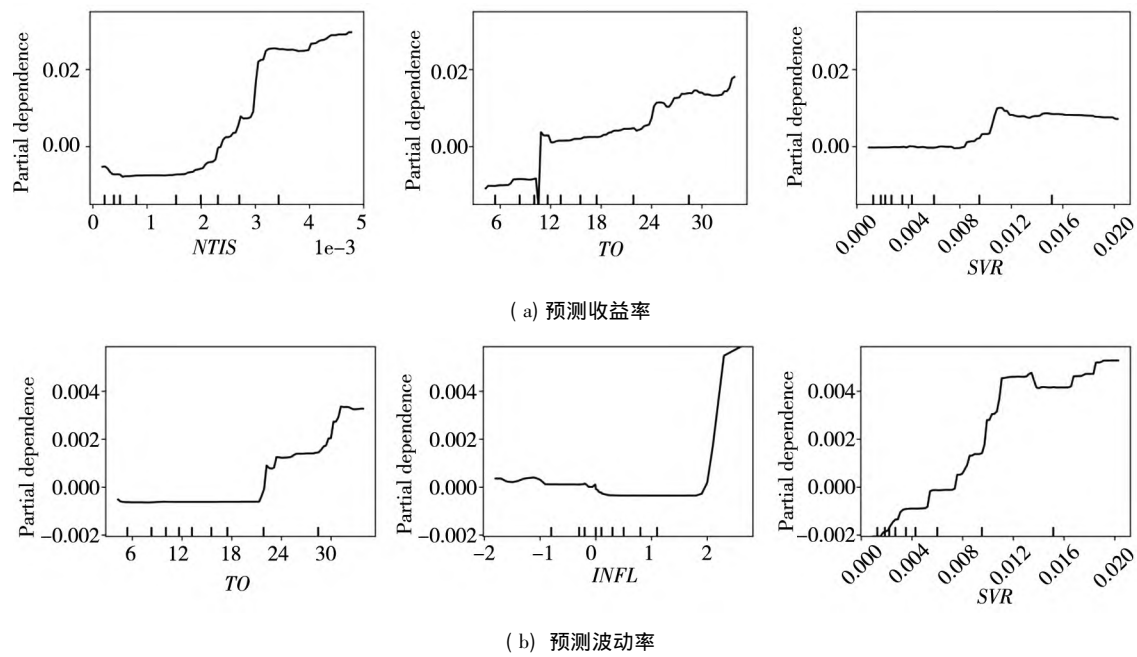 Partial dependence
0.02
0.00
0 1 2 3 4 5
NTIS 1e-3
Partial dependence
0.02
0.00
6 12 18 24 30
TO
Partial dependence
0.02
0.00
0.000 0.004 0.008 0.012 0.016 0.020
SVR
( a) 预测收益率
Partial dependence
0.004
0.002
0.000
-0.002
6 12 18 24 30
TO
Partial dependence
0.004
0.002
0.000
-0.002
-2 -1 0 1 2
INFL
Partial dependence
0.004
0.002
0.000
-0.002
0.000 0.004 0.008 0.012 0.016 0.020
SVR
( b) 预测波动率